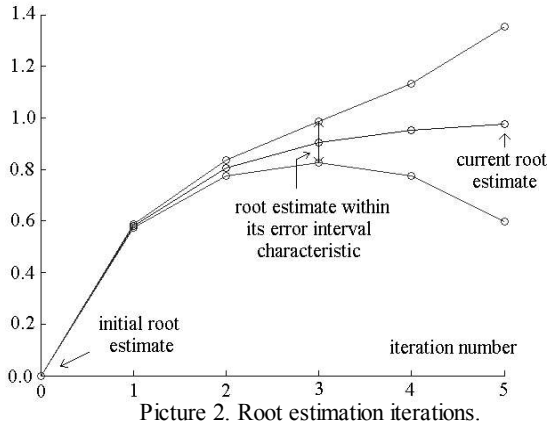 1.4
1.2
1.0
0.8
0.6
0.4
0.2
0.0
current root
estimate
root estimate within
its error interval
characteristic
initial root
estimate
iteration number
0 1 2 3 4 5
Picture 2. Root estimation iterations.